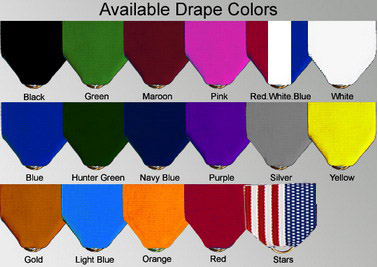 Available Drape Colors
Black Green Maroon Pink Red.White.Blue White
Blue Hunter Green Navy Blue Purple Silver Yellow
Gold Light Blue Orange Red Stars